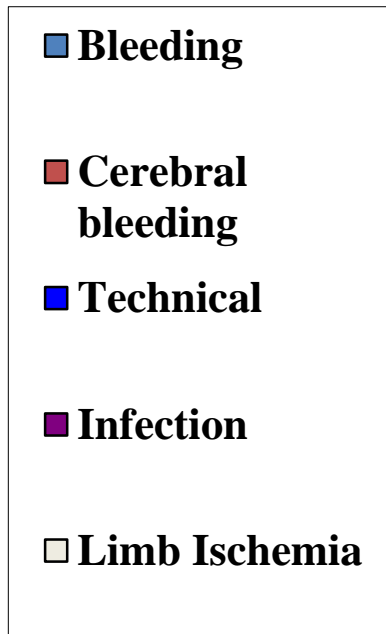 Bleeding
Cerebral
bleeding
Technical
Infection
Limb Ischemia